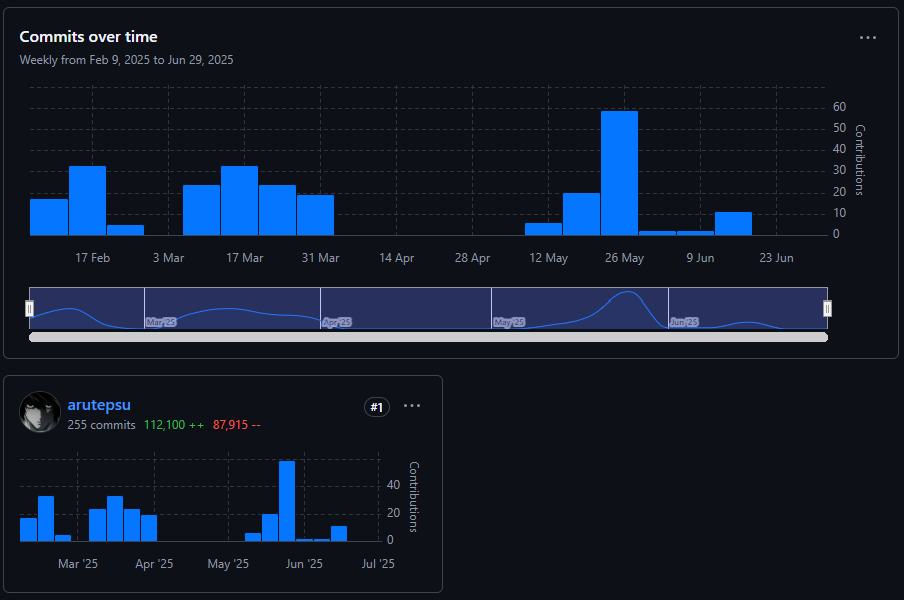 Commits over time
Weekly from Feb 9, 2025 to Jun 29, 2025
60
50
40
30
20
10
0
Contributions
17 Feb 3 Mar 17 Mar 31 Mar 14 Apr 28 Apr 12 May 26 May 9 Jun 23 Jun
Mar '25 Apr '25 May '25 Jun '25
arutepsu
#1
255 commits 112,100 ++ 87,915 --
40
20
0
Contributions
Mar '25 Apr '25 May '25 Jun '25 Jul '25